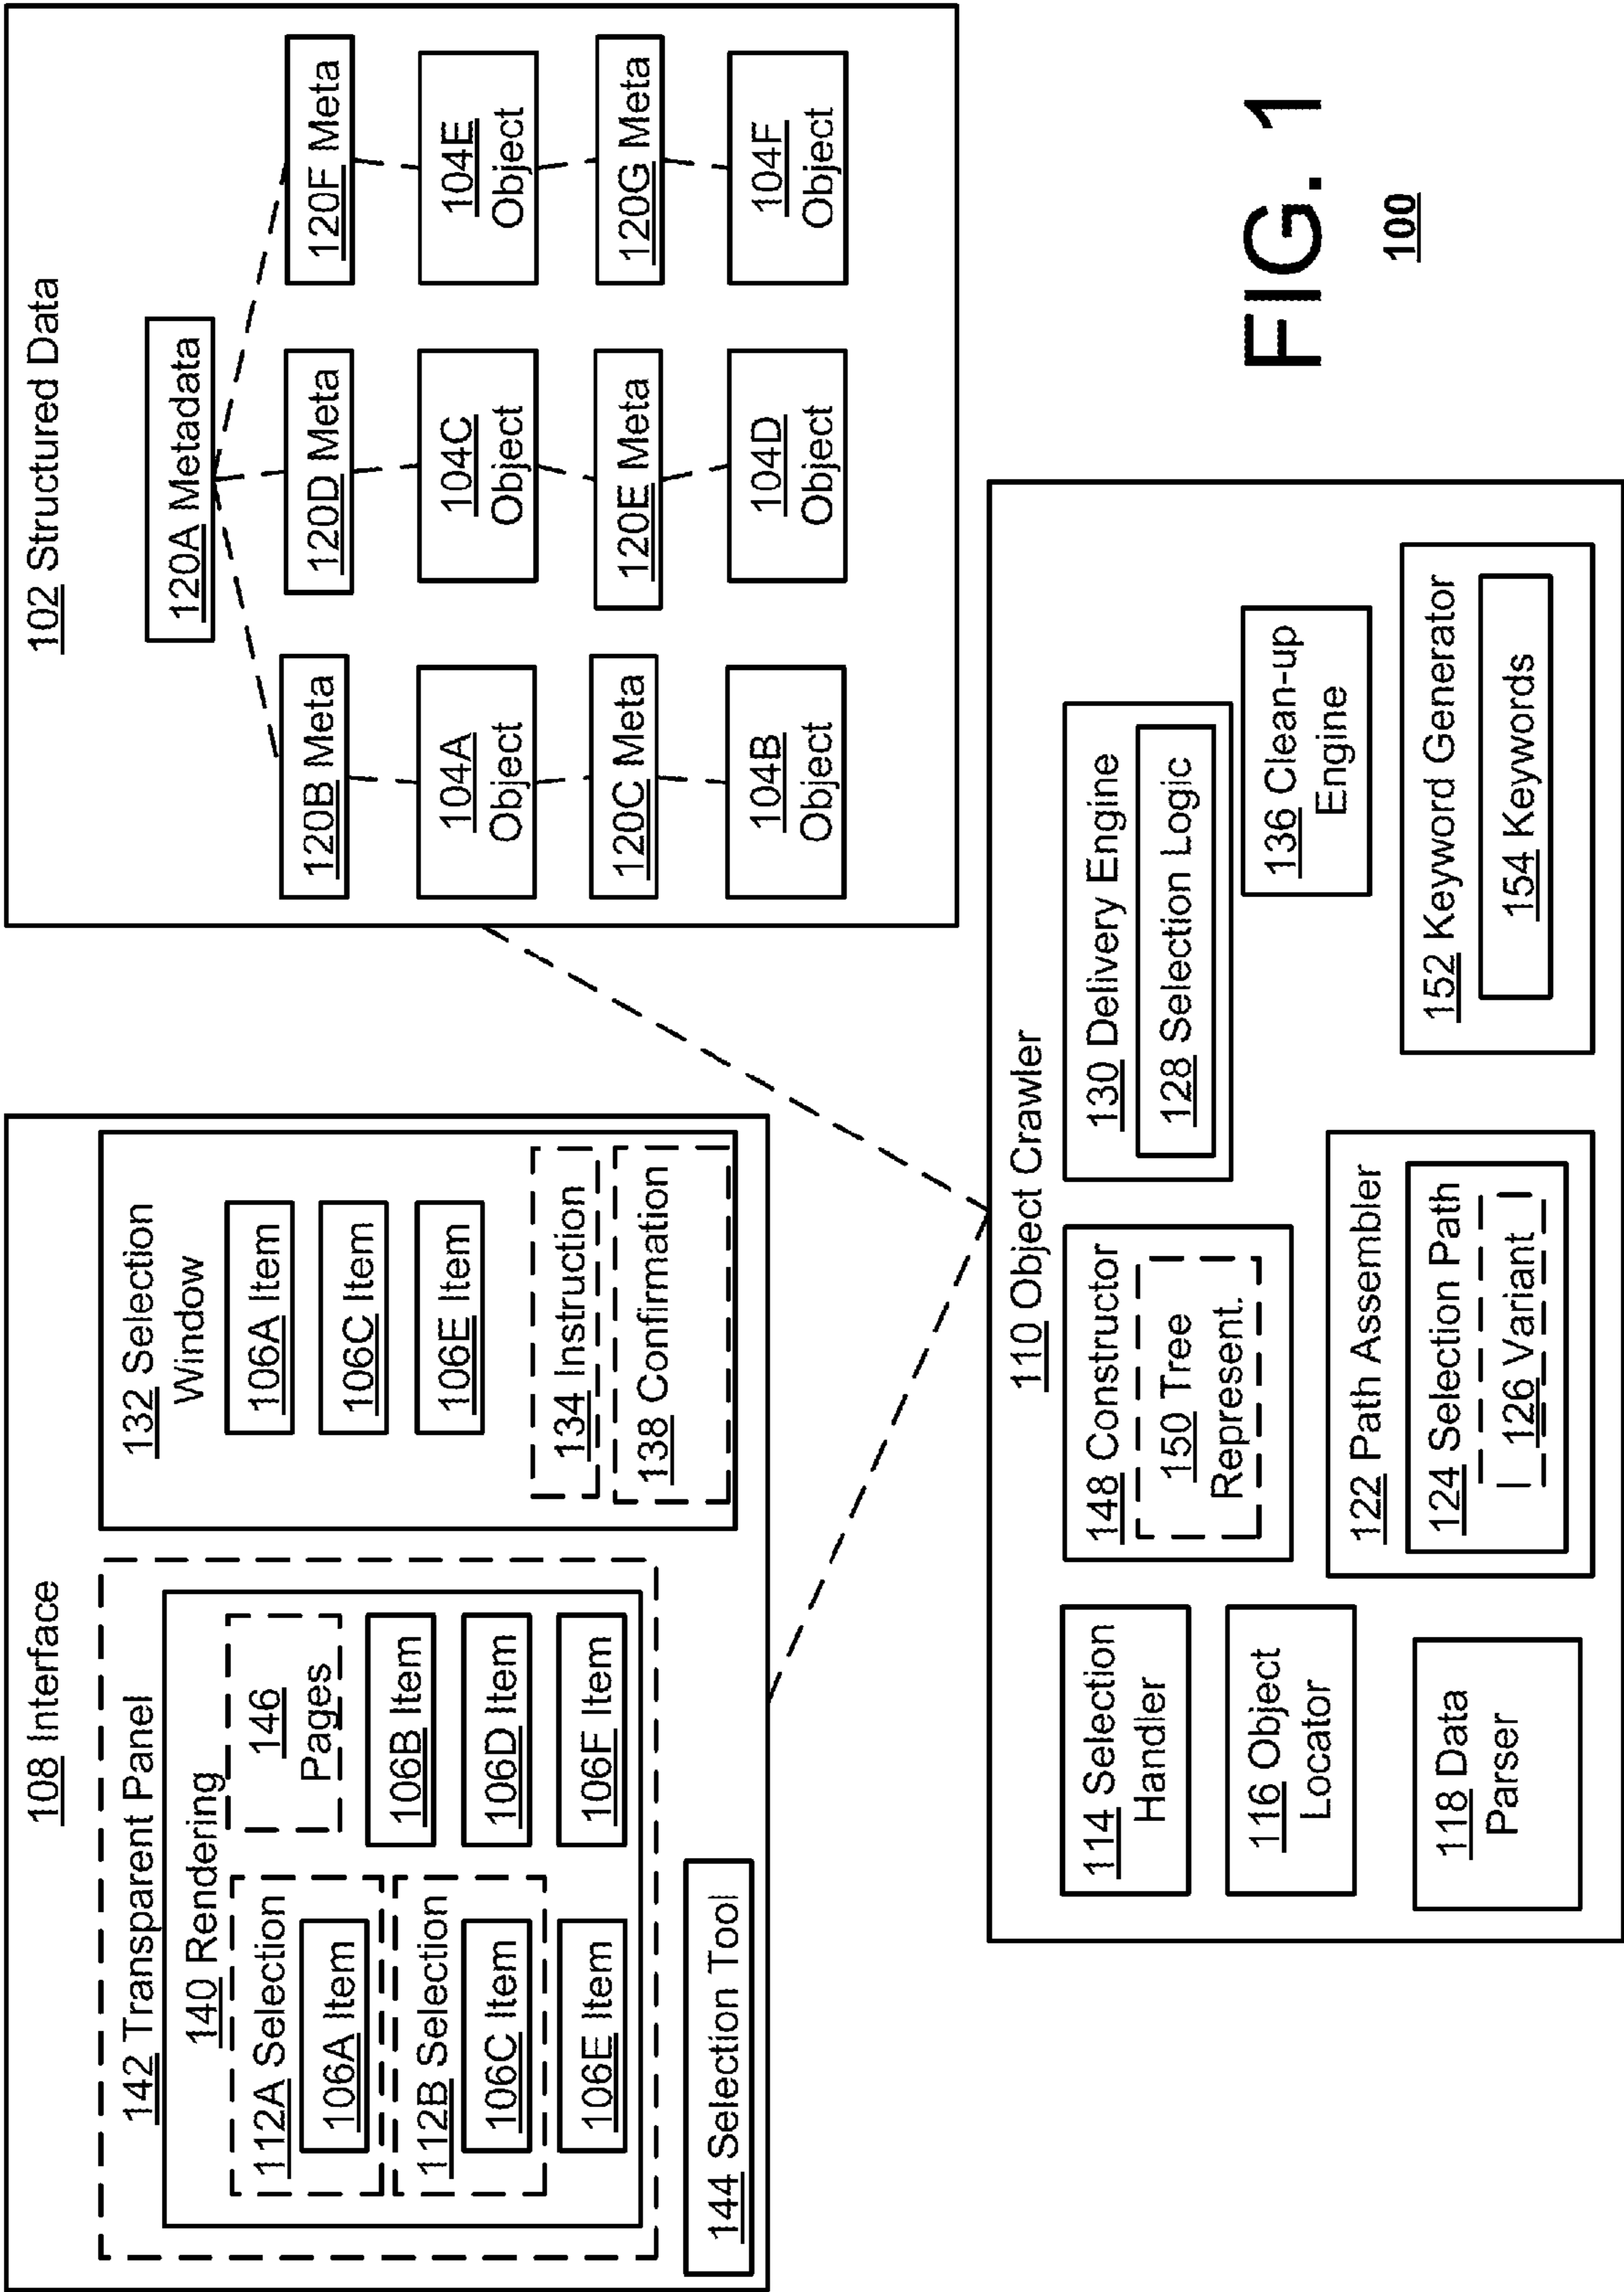 108 Interface
142 Transparent Panel
140 Rendering
112A Selection
106A Item
112B Selection
106C Item
106E Item
146
Pages
106B Item
106D Item
106F Item
144 Selection Tool
132 Selection
Window
106A Item
106C Item
106E Item
134 Instruction
138 Confirmation
102 Structured Data
120A Metadata
120B Meta
120D Meta
120F Meta
104A
Object
104C
Object
104E
Object
120C Meta
120E Meta
120G Meta
104B
Object
104D
Object
104F
Object
110 Object Crawler
114 Selection
Handler
116 Object
Locator
118 Data
Parser
148 Constructor
150 Tree
Represent.
122 Path Assembler
124 Selection Path
126 Variant
130 Delivery Engine
128 Selection Logic
136 Clean-up
Engine
152 Keyword Generator
154 Keywords
FIG. 1
100